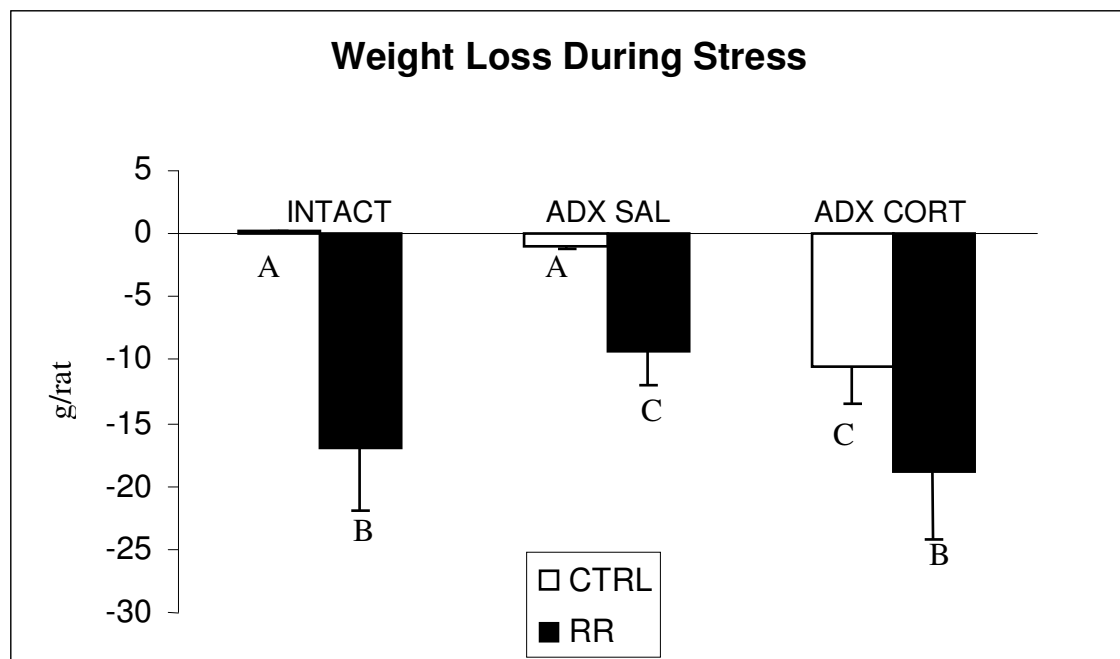 Weight Loss During Stress
5
0
-5
-10
-15
-20
-25
-30
g/rat
INTACT
ADX SAL
ADX CORT
A
B
A
C
C
B
CTRL
RR